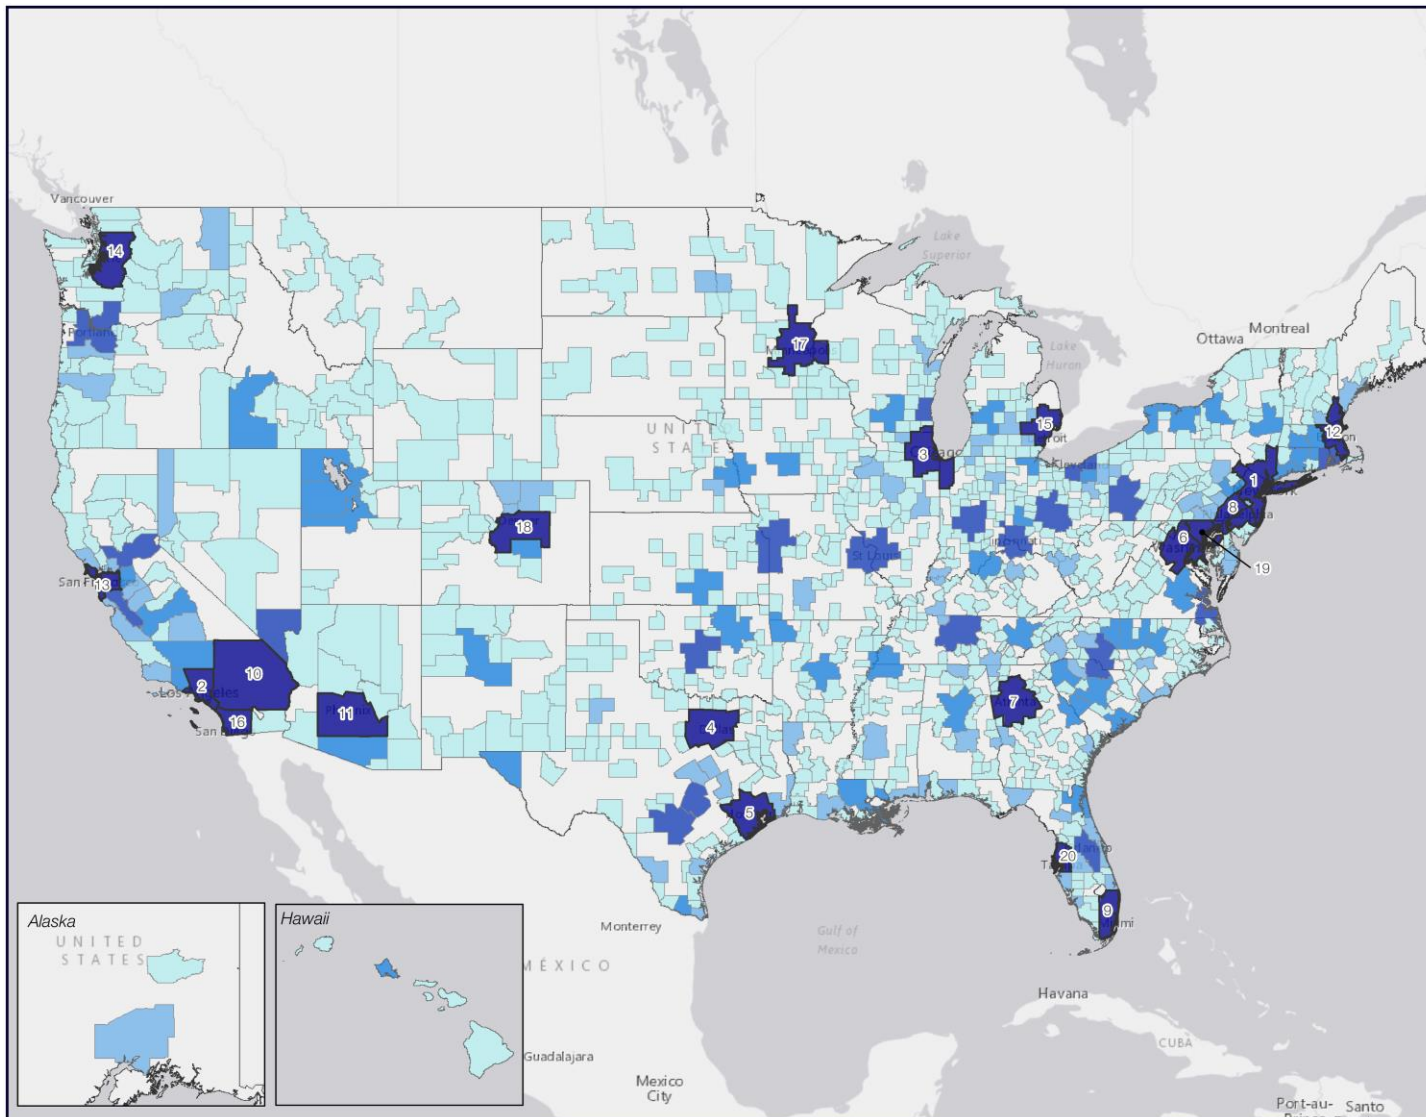 Vancouver
14
Portland
Lake
Superior
Montreal
Ottawa
Lake
Huron
17
15
12
3
UNITED
STATES
1
8
6
19
18
St Louis
San Francisco
13
2
10
Los Angeles
16
11
San Diego
7
Atlanta
4
5
20
9
Miami
Monterrey
Gulf of
Mexico
MÉXICO
Havana
CUBA
Guadalajara
Mexico
City
Port-au-
Santo
Alaska
UNITED
STATES
Hawaii